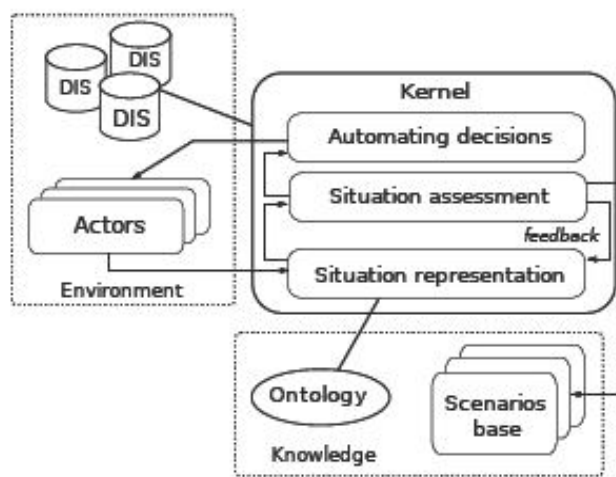 DIS
DIS
DIS
Kernel
Automating decisions
Situation assessment
feedback
Actors
Situation representation
Environment
Ontology
Scenarios
base
Knowledge